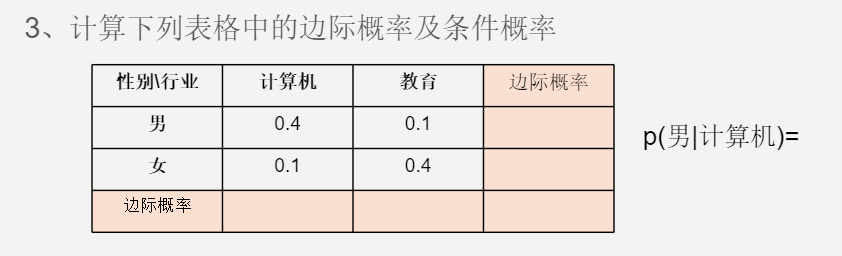 3、计算下列表格中的边际概率及条件概率
性别\行业 计算机 教育 边际概率
男 0.4 0.1
p(男|计算机)=
女 0.1 0.4
边际概率